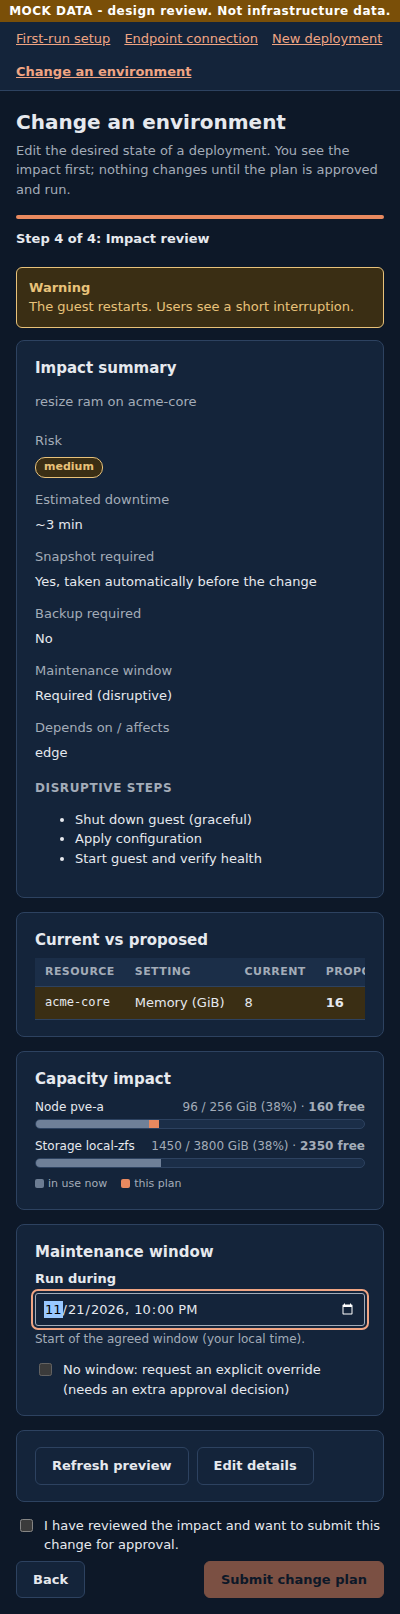 MOCK DATA - design review. Not infrastructure data.
First-run setup Endpoint connection New deployment
Change an environment
Change an environment
Edit the desired state of a deployment. You see the
impact first; nothing changes until the plan is approved
and run.
Step 4 of 4: Impact review
Warning
The guest restarts. Users see a short interruption.
Impact summary
resize ram on acme-core
Risk
medium
Estimated downtime
~3 min
Snapshot required
Yes, taken automatically before the change
Backup required
No
Maintenance window
Required (disruptive)
Depends on / affects
edge
DISRUPTIVE STEPS
• Shut down guest (graceful)
• Apply configuration
• Start guest and verify health
Current vs proposed
RESOURCE SETTING CURRENT PROPO
acme-core Memory (GiB) 8 16
Capacity impact
Node pve-a 96 / 256 GiB (38%) · 160 free
Storage local-zfs 1450 / 3800 GiB (38%) · 2350 free
in use now this plan
Maintenance window
Run during
11/21/2026, 10:00 PM
Start of the agreed window (your local time).
No window: request an explicit override
(needs an extra approval decision)
Refresh preview Edit details
I have reviewed the impact and want to submit this
change for approval.
Back Submit change plan